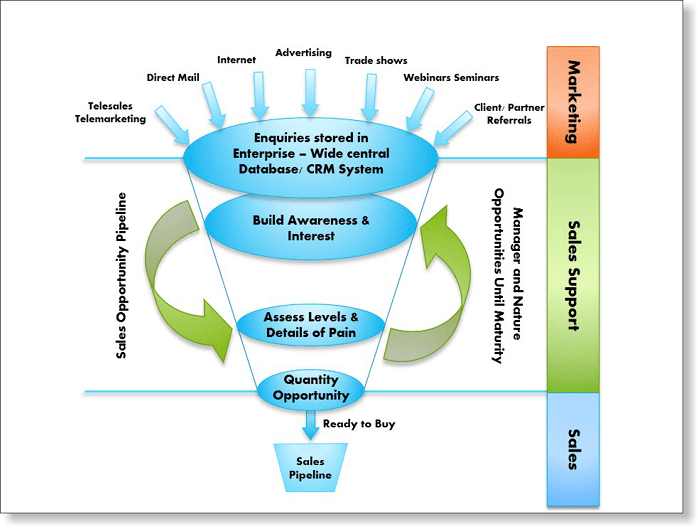 Advertising
Internet
Trade shows
Direct Mail
Webinars Seminars
Telesales
Telemarketing
Client/ Partner
Referrals
Enquiries stored in
Enterprise – Wide central
Database/ CRM System
Build Awareness &
Interest
Assess Levels &
Details of Pain
Quantity
Opportunity
Ready to Buy
Sales
Pipeline
Sales Opportunity Pipeline
Manager and Nature
Opportunities Until Maturity
Marketing
Sales Support
Sales